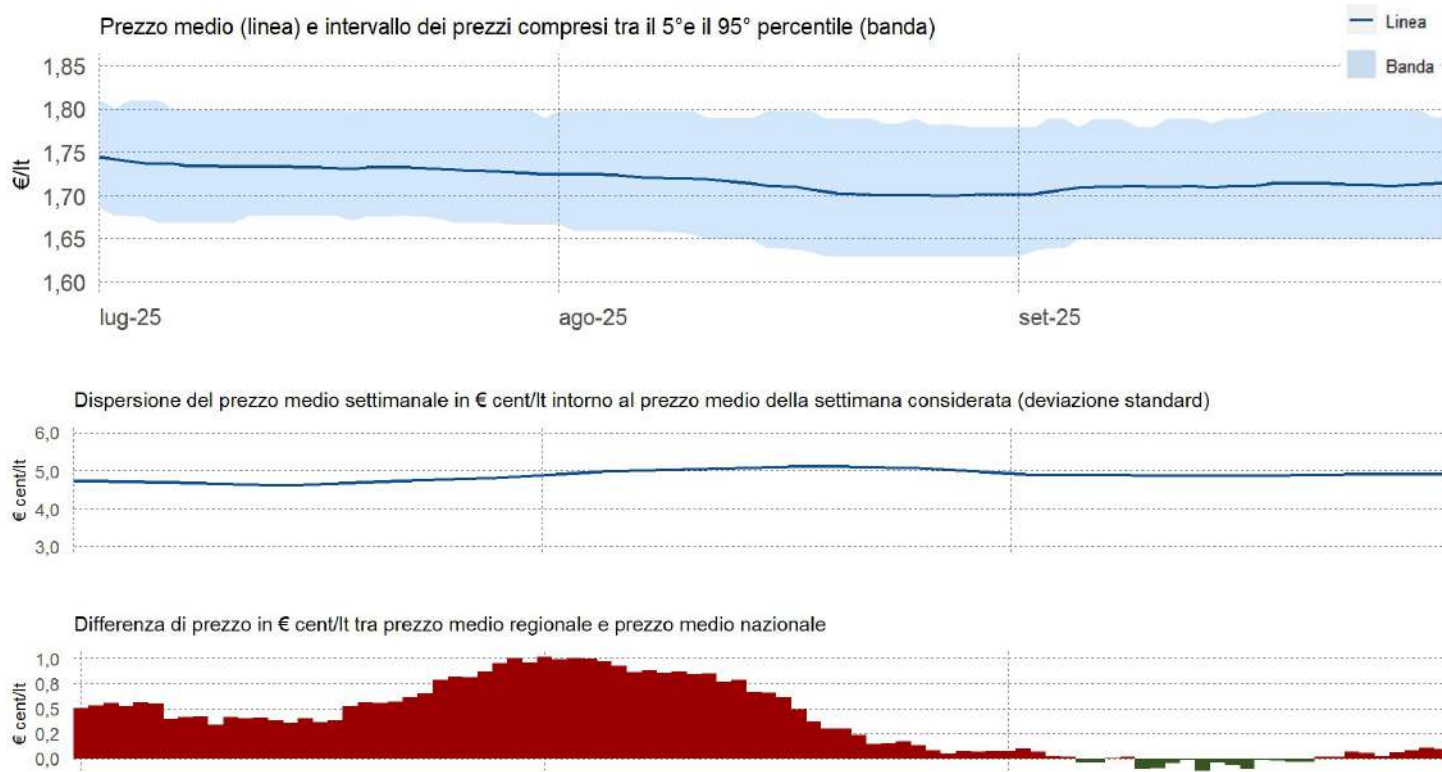 Prezzo medio (linea) e intervallo dei prezzi compresi tra il 5°e il 95° percentile (banda)
Linea
Banda
€/lt
1,85
1,80
1,75
1,70
1,65
1,60
lug-25 ago-25 set-25
Dispersione del prezzo medio settimanale in € cent/lt intorno al prezzo medio della settimana considerata (deviazione standard)
€ cent/lt
6,0
5,0
4,0
3,0
Differenza di prezzo in € cent/lt tra prezzo medio regionale e prezzo medio nazionale
€ cent/lt
1,0
0,8
0,5
0,2
0,0